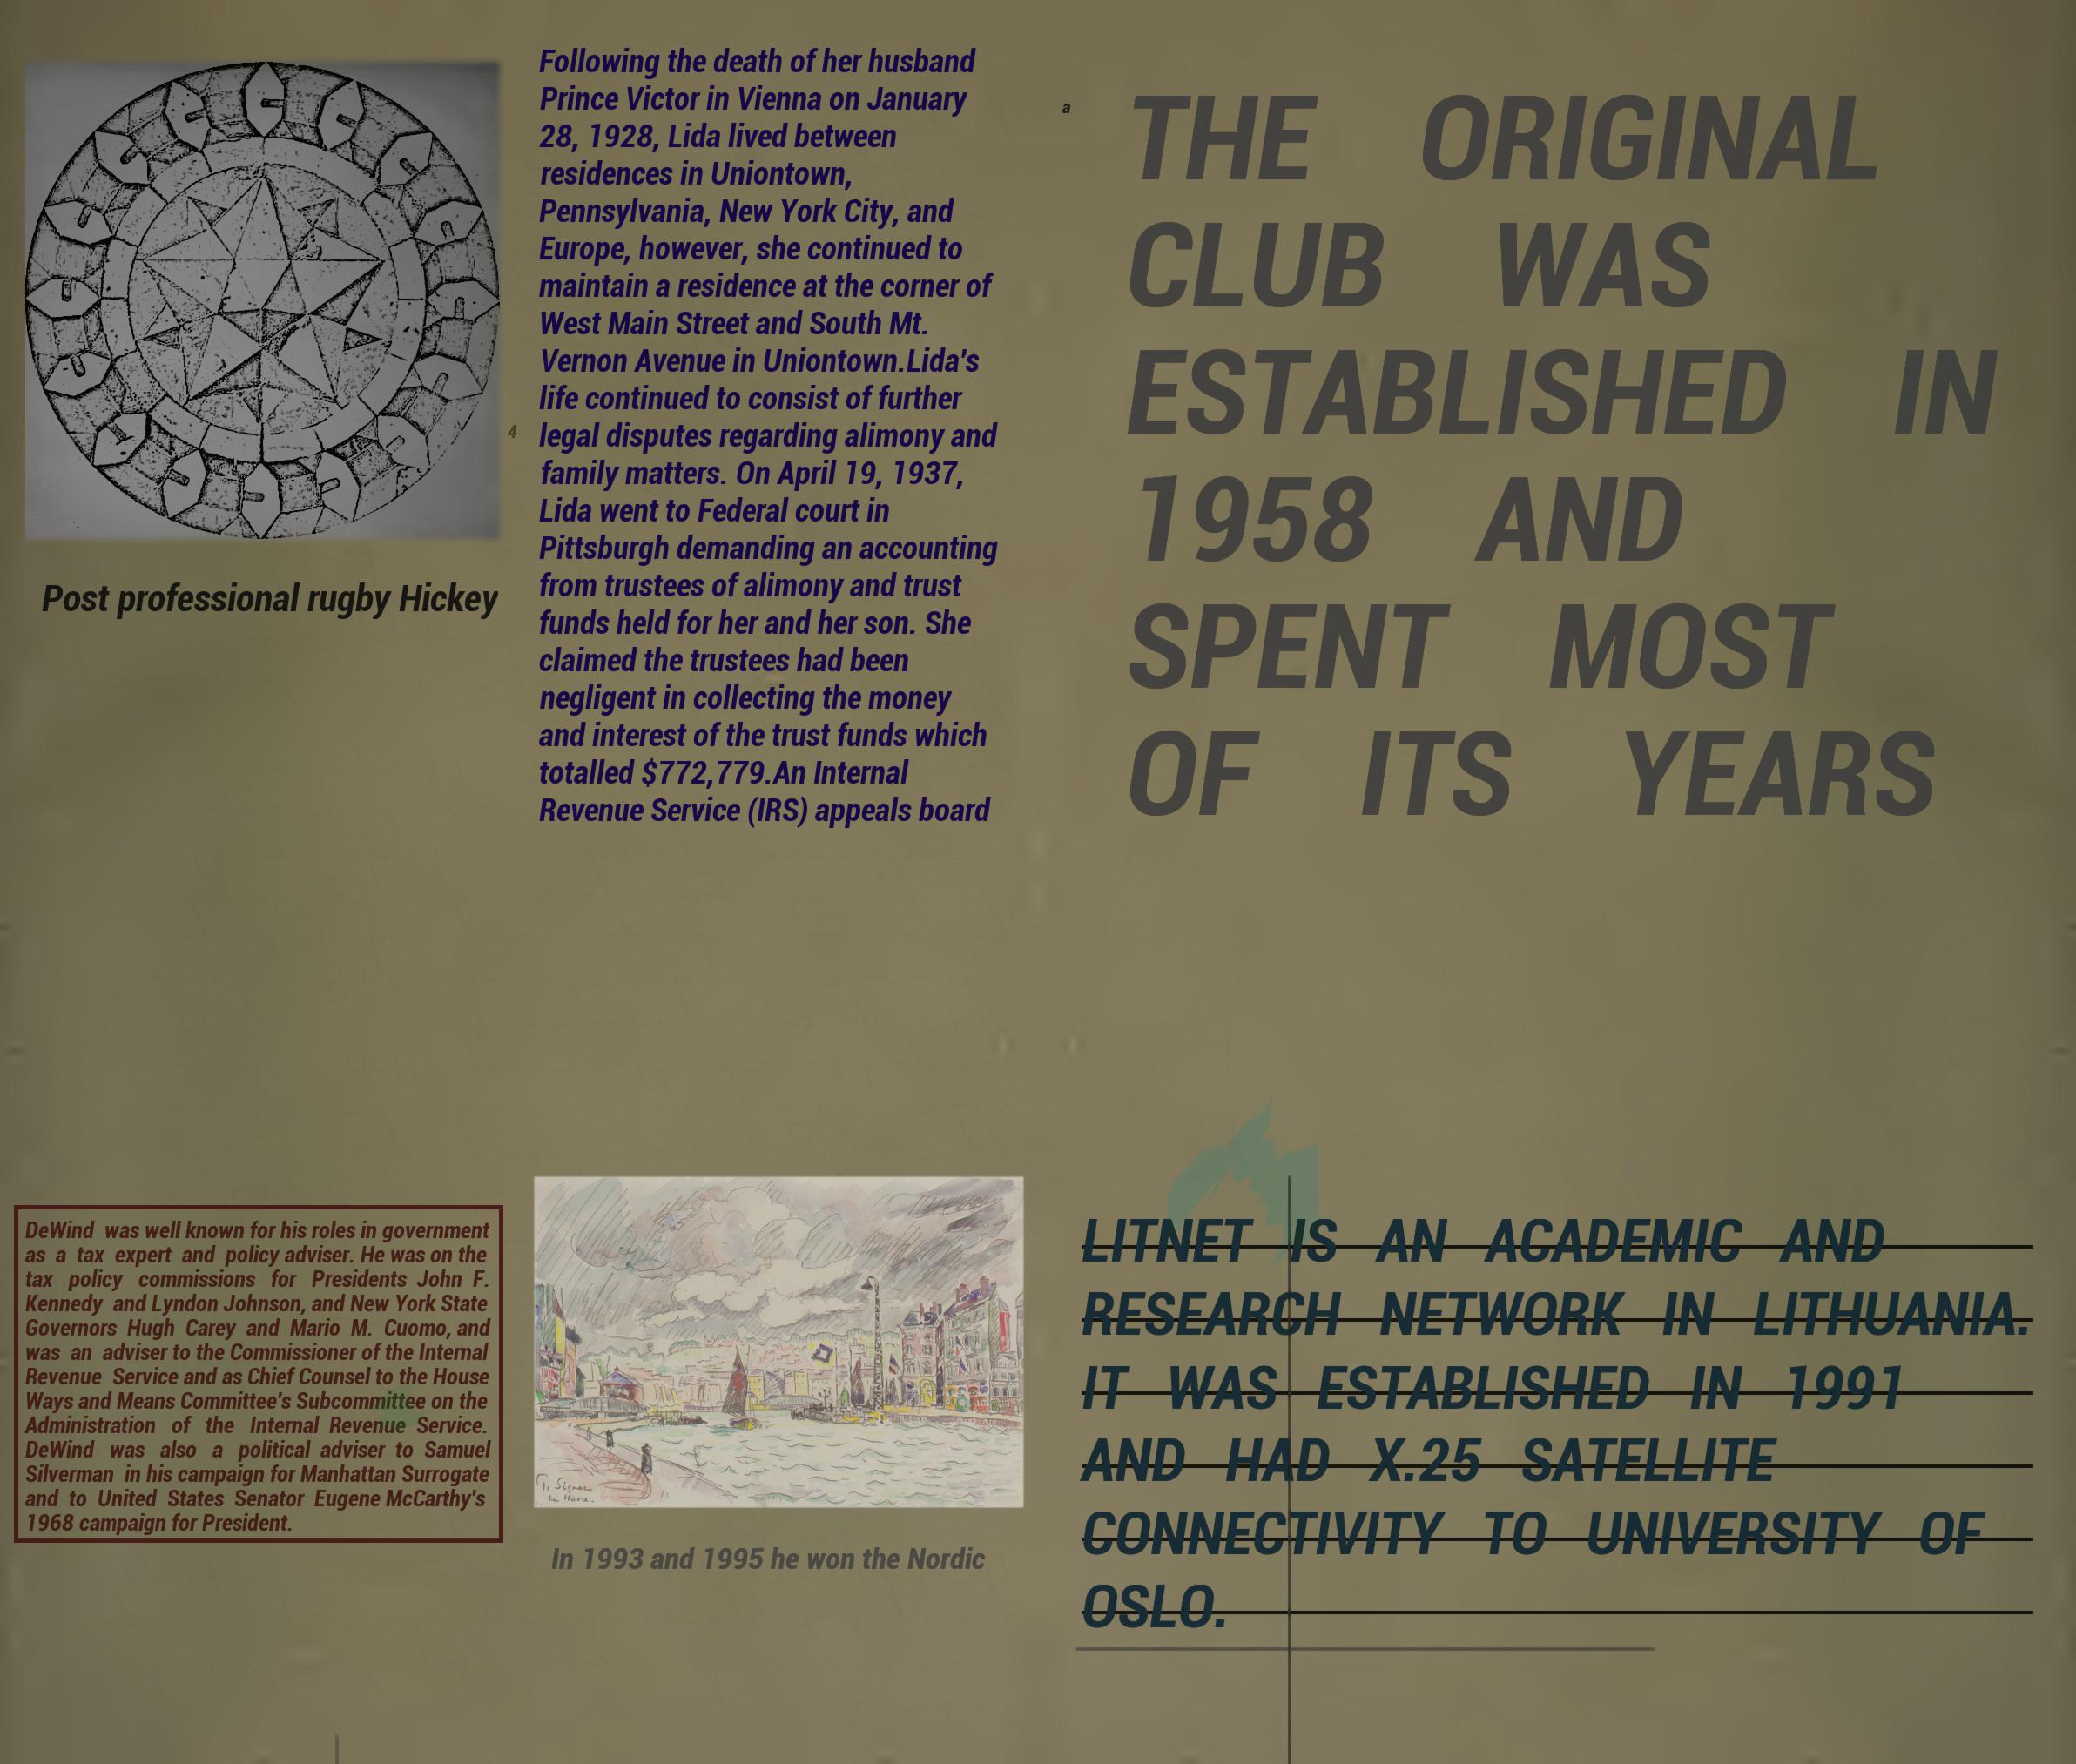 Post professional rugby Hickey
4
Following the death of her husband
Prince Victor in Vienna on January
28, 1928, Lida lived between
residences in Uniontown,
Pennsylvania, New York City, and
Europe, however, she continued to
maintain a residence at the corner of
West Main Street and South Mt.
Vernon Avenue in Uniontown.Lida's
life continued to consist of further
legal disputes regarding alimony and
family matters. On April 19, 1937,
Lida went to Federal court in
Pittsburgh demanding an accounting
from trustees of alimony and trust
funds held for her and her son. She
claimed the trustees had been
negligent in collecting the money
and interest of the trust funds which
totalled $772,779.An Internal
Revenue Service (IRS) appeals board
a
THE ORIGINAL
CLUB WAS
ESTABLISHED IN
1958 AND
SPENT MOST
OF ITS YEARS
DeWind was well known for his roles in government
as a tax expert and policy adviser. He was on the
tax policy commissions for Presidents John F.
Kennedy and Lyndon Johnson, and New York State
Governors Hugh Carey and Mario M. Cuomo, and
was an adviser to the Commissioner of the Internal
Revenue Service and as Chief Counsel to the House
Ways and Means Committee's Subcommittee on the
Administration of the Internal Revenue Service.
DeWind was also a political adviser to Samuel
Silverman in his campaign for Manhattan Surrogate
and to United States Senator Eugene McCarthy's
1968 campaign for President.
P. Signac
Le Havre.
In 1993 and 1995 he won the Nordic
LITNET IS AN ACADEMIC AND
RESEARCH NETWORK IN LITHUANIA.
IT WAS ESTABLISHED IN 1991
AND HAD X.25 SATELLITE
CONNECTIVITY TO UNIVERSITY OF
OSLO.